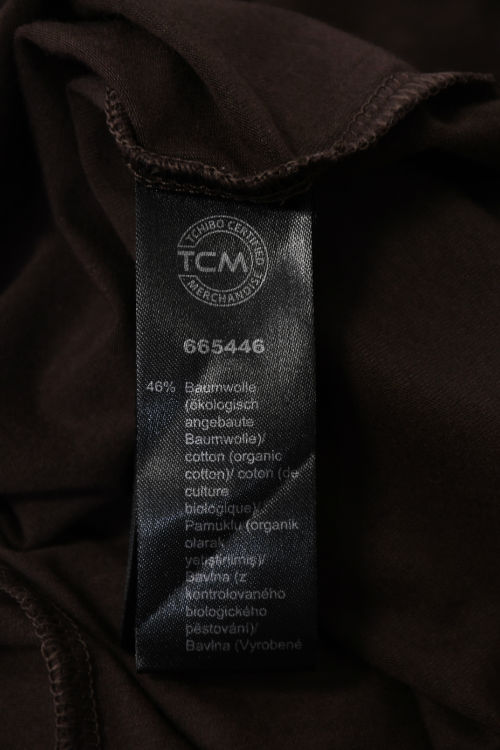 TCHIBO CERTIFIED
TCM
MERCHANDISE
665446
46% Baumwolle
(ökologisch
angebaute
Baumwolle)/
cotton (organic
cotton)/ coton (de
culture
biologique)/
Pamuklu (organik
olarak
yetistirilmis)/
Bavlna (z
kontrolovaného
biologického
pěstování)/
Bavlna (Vyrobené